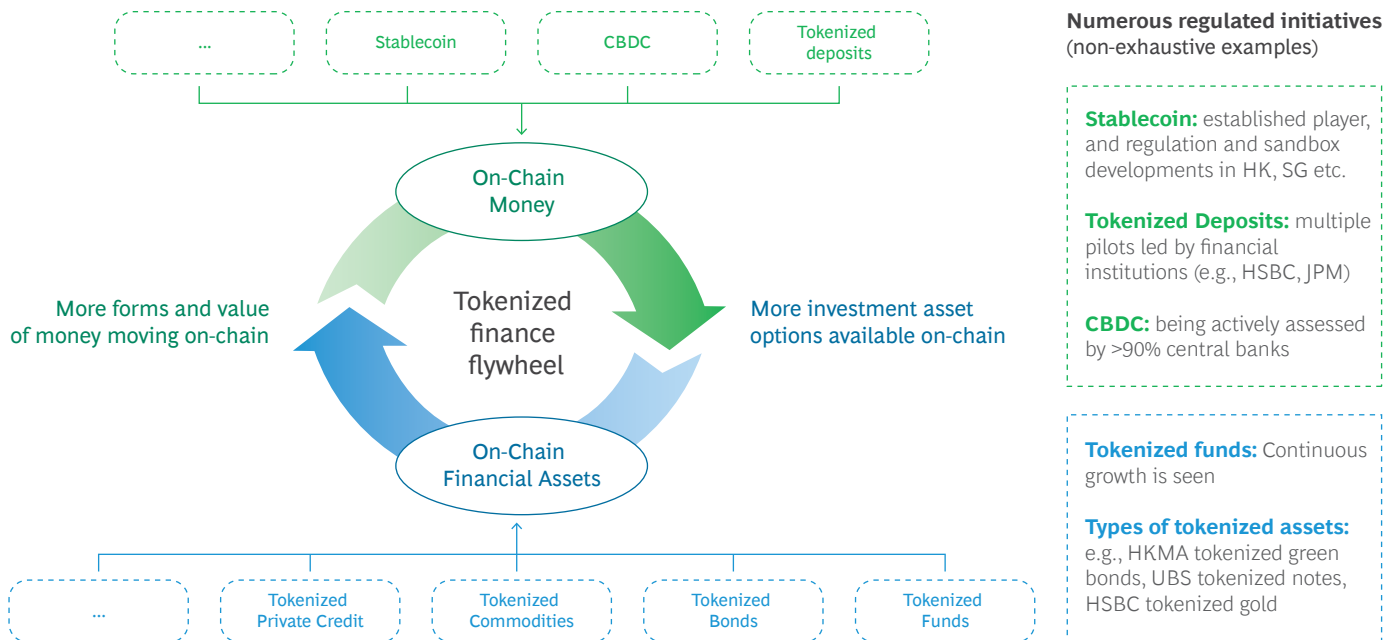 ...
Stablecoin
CBDC
Tokenized
deposits
On-Chain
Money
More forms and value
of money moving on-chain
Tokenized
finance
flywheel
More investment asset
options available on-chain
On-Chain
Financial Assets
...
Tokenized
Private Credit
Tokenized
Commodities
Tokenized
Bonds
Tokenized
Funds
Numerous regulated initiatives
(non-exhaustive examples)
Stablecoin: established player,
and regulation and sandbox
developments in HK, SG etc.
Tokenized Deposits: multiple
pilots led by financial
institutions (e.g., HSBC, JPM)
CBDC: being actively assessed
by >90% central banks
Tokenized funds: Continuous
growth is seen
Types of tokenized assets:
e.g., HKMA tokenized green
bonds, UBS tokenized notes,
HSBC tokenized gold